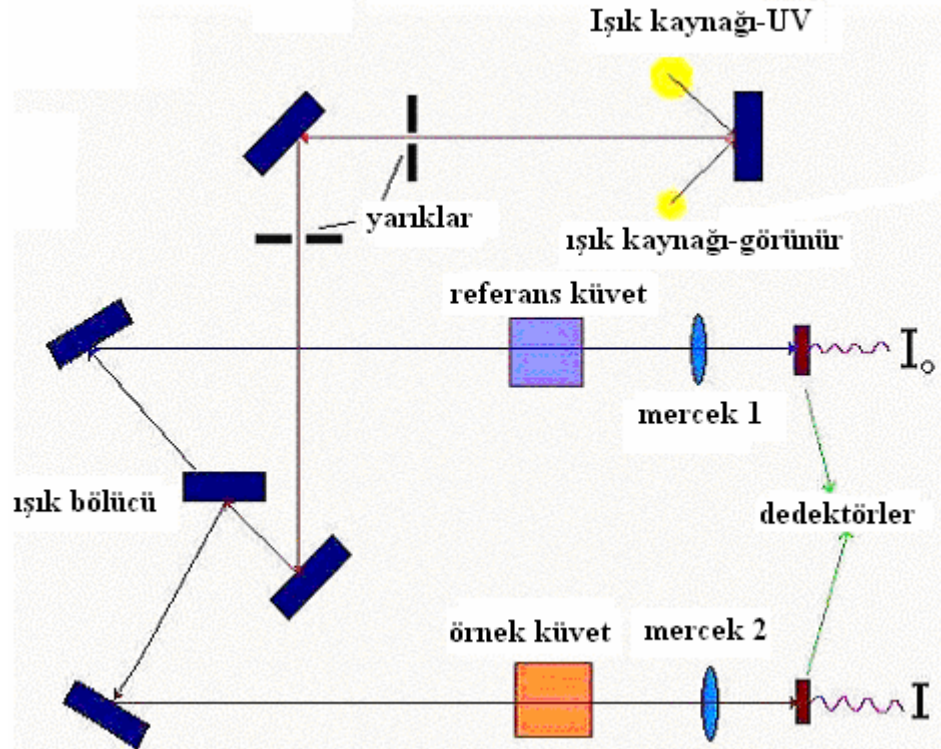 Işık kaynağı-UV
yarıklar
ışık kaynağı-görünür
referans küvet
I₀
mercek 1
ışık bölücü
dedektörler
örnek küvet
mercek 2
I